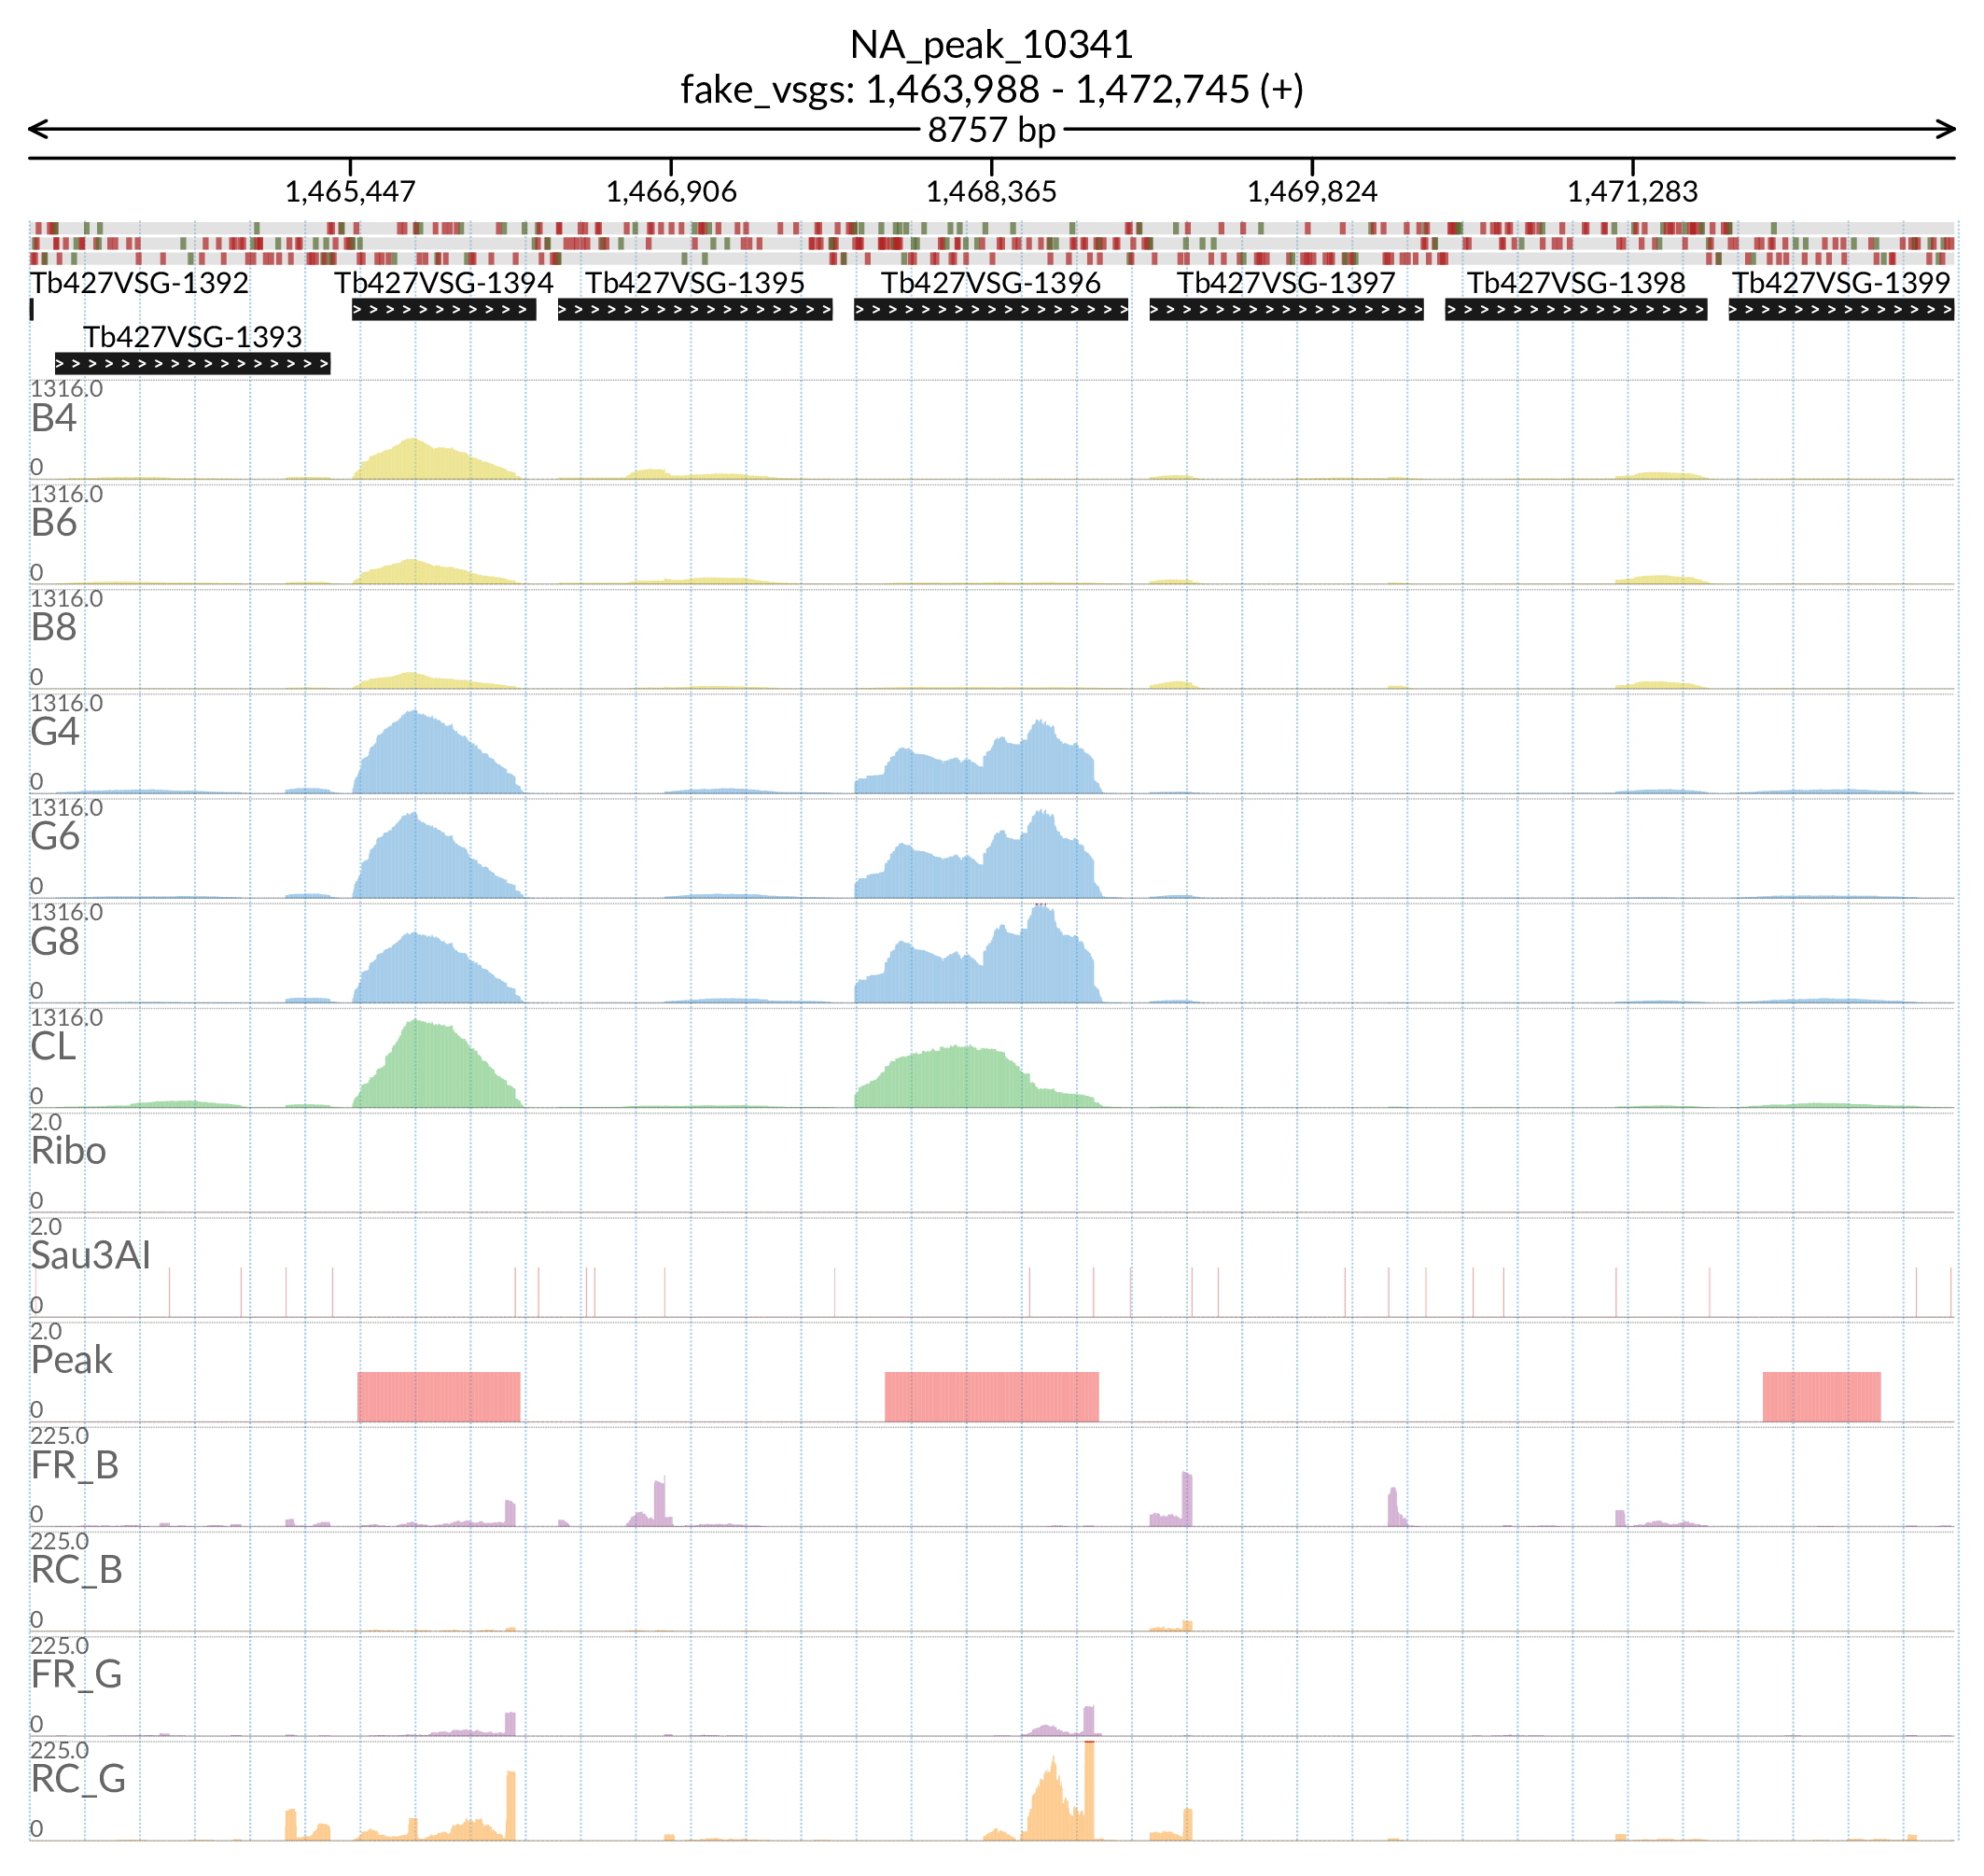 NA_peak_10341
fake_vsgs: 1,463,988 - 1,472,745 (+)
8757 bp
1,465,447 1,466,906 1,468,365 1,469,824 1,471,283
Tb427VSG-1392 Tb427VSG-1394 Tb427VSG-1395 Tb427VSG-1396 Tb427VSG-1397 Tb427VSG-1398 Tb427VSG-1399
Tb427VSG-1393
1316.0
B4
0
1316.0
B6
0
1316.0
B8
0
1316.0
G4
0
1316.0
G6
0
1316.0
G8
0
1316.0
CL
0
2.0
Ribo
0
2.0
Sau3AI
0
2.0
Peak
0
225.0
FR_B
0
225.0
RC_B
0
225.0
FR_G
0
225.0
RC_G
0